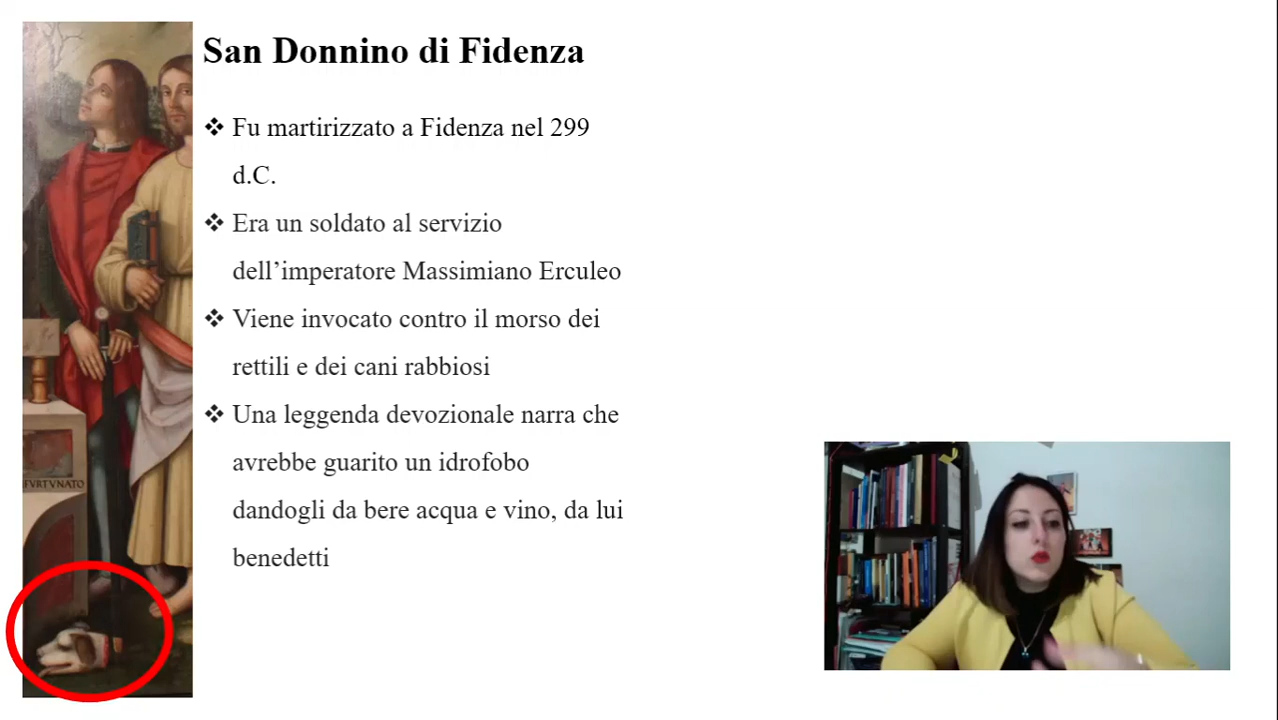 San Donnino di Fidenza
❖ Fu martirizzato a Fidenza nel 299
d.C.
❖ Era un soldato al servizio
dell’imperatore Massimiano Erculeo
❖ Viene invocato contro il morso dei
rettili e dei cani rabbiosi
❖ Una leggenda devozionale narra che
avrebbe guarito un idrofobo
dandogli da bere acqua e vino, da lui
benedetti
FVRTVNATO